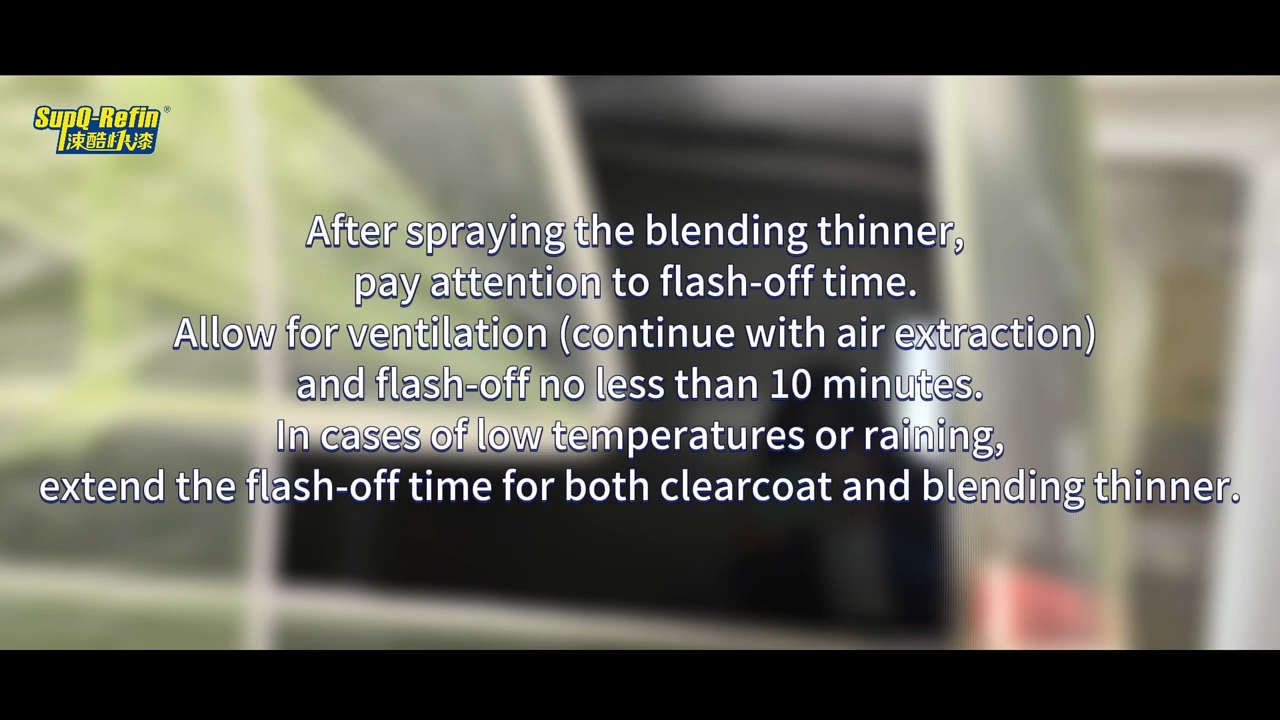 SupQ-Refin®
涑酷快漆
After spraying the blending thinner,
pay attention to flash-off time.
Allow for ventilation (continue with air extraction)
and flash-off no less than 10 minutes.
In cases of low temperatures or raining,
extend the flash-off time for both clearcoat and blending thinner.